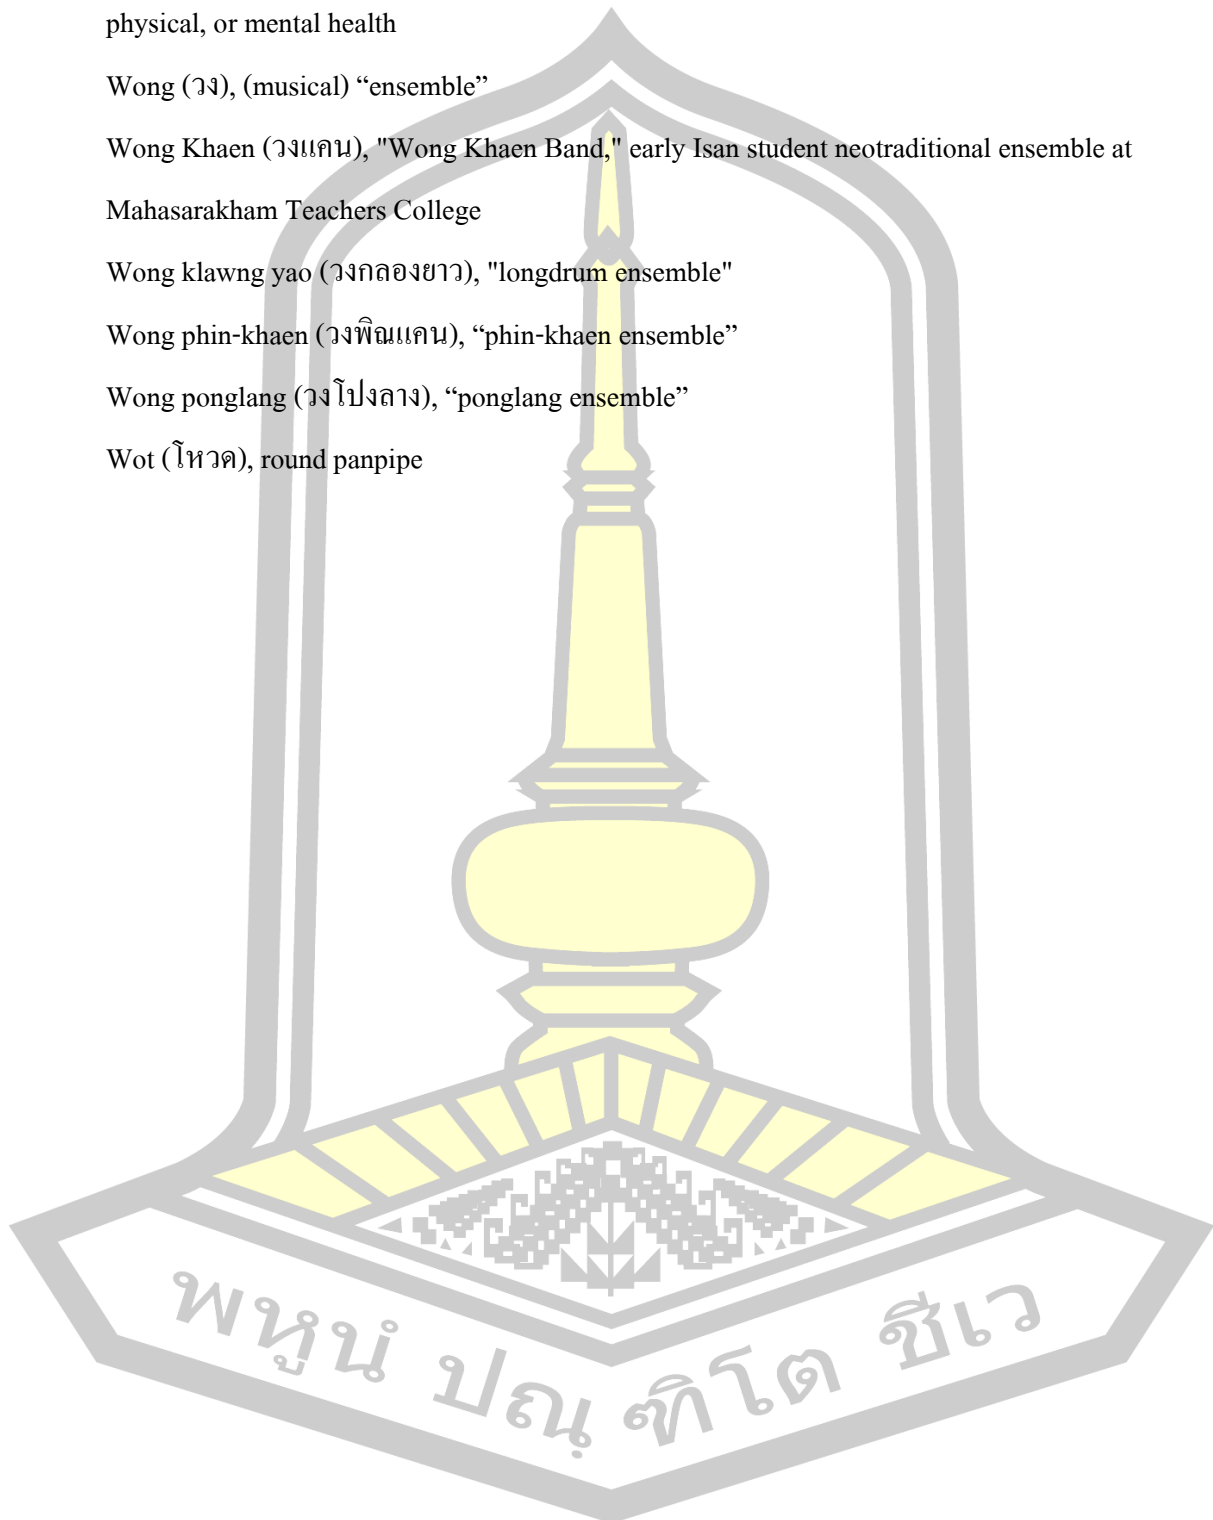 physical, or mental health
Wong (วง), (musical) “ensemble”
Wong Khaen (วงแคน), "Wong Khaen Band," early Isan student neotraditional ensemble at
Mahasarakham Teachers College
Wong klawng yao (วงกลองยาว), "longdrum ensemble"
Wong phin-khaen (วงพิณแคน), “phin-khaen ensemble”
Wong ponglang (วงโปงลาง), “ponglang ensemble”
Wot (โหวด), round panpipe
พหูนํ ปณฺฑิโต ชีเว